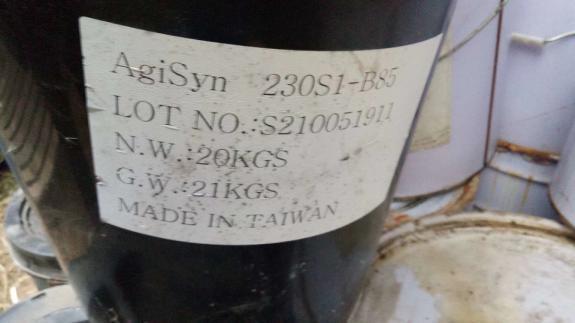 AgiSyn 230S1-B85
LOT NO.:S210051911
N.W.:20KGS
G.W.:21KGS
MADE IN TAIWAN